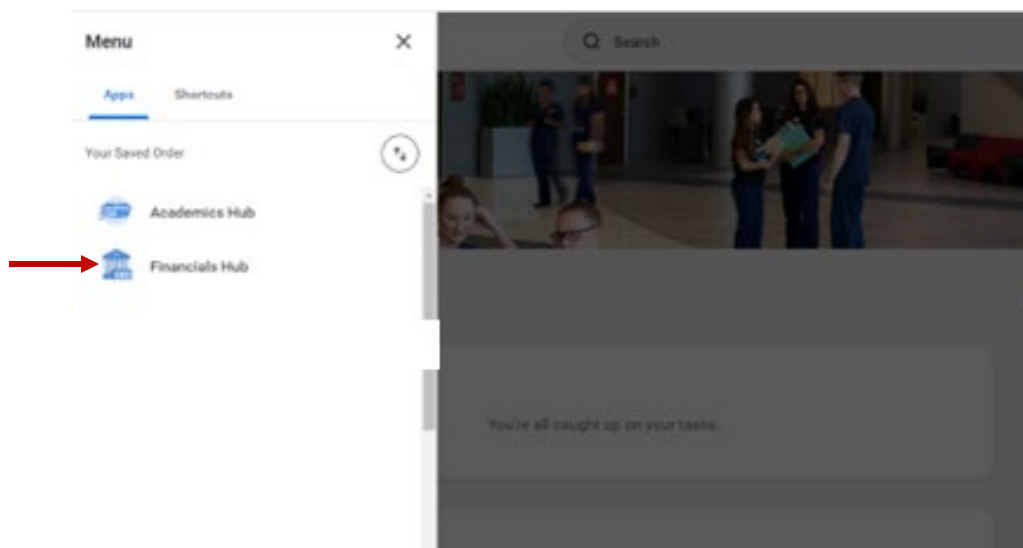 Menu
Search
Apps Shortcuts
Your Saved Order
Academics Hub
Financials Hub
You're all caught up on your tasks.